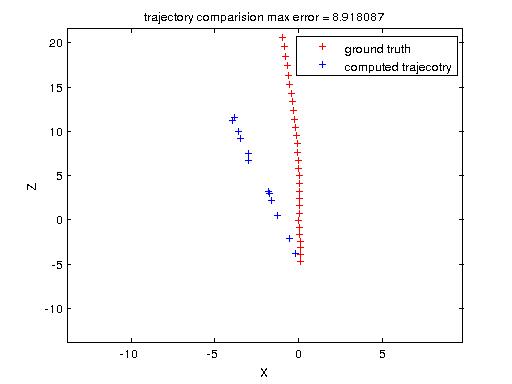 trajectory comparision max error = 8.918087
ground truth
computed trajecotry
20
15
10
5
0
-5
-10
Z
-10 -5 0 5
X